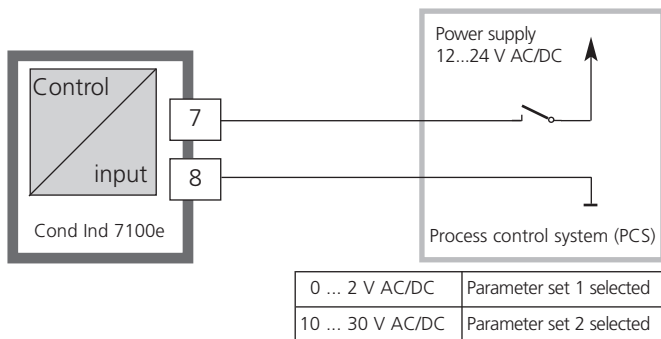 Power supply
12...24 V AC/DC
Control
input
7
8
Cond Ind 7100e
Process control system (PCS)
0 ... 2 V AC/DC Parameter set 1 selected
10 ... 30 V AC/DC Parameter set 2 selected